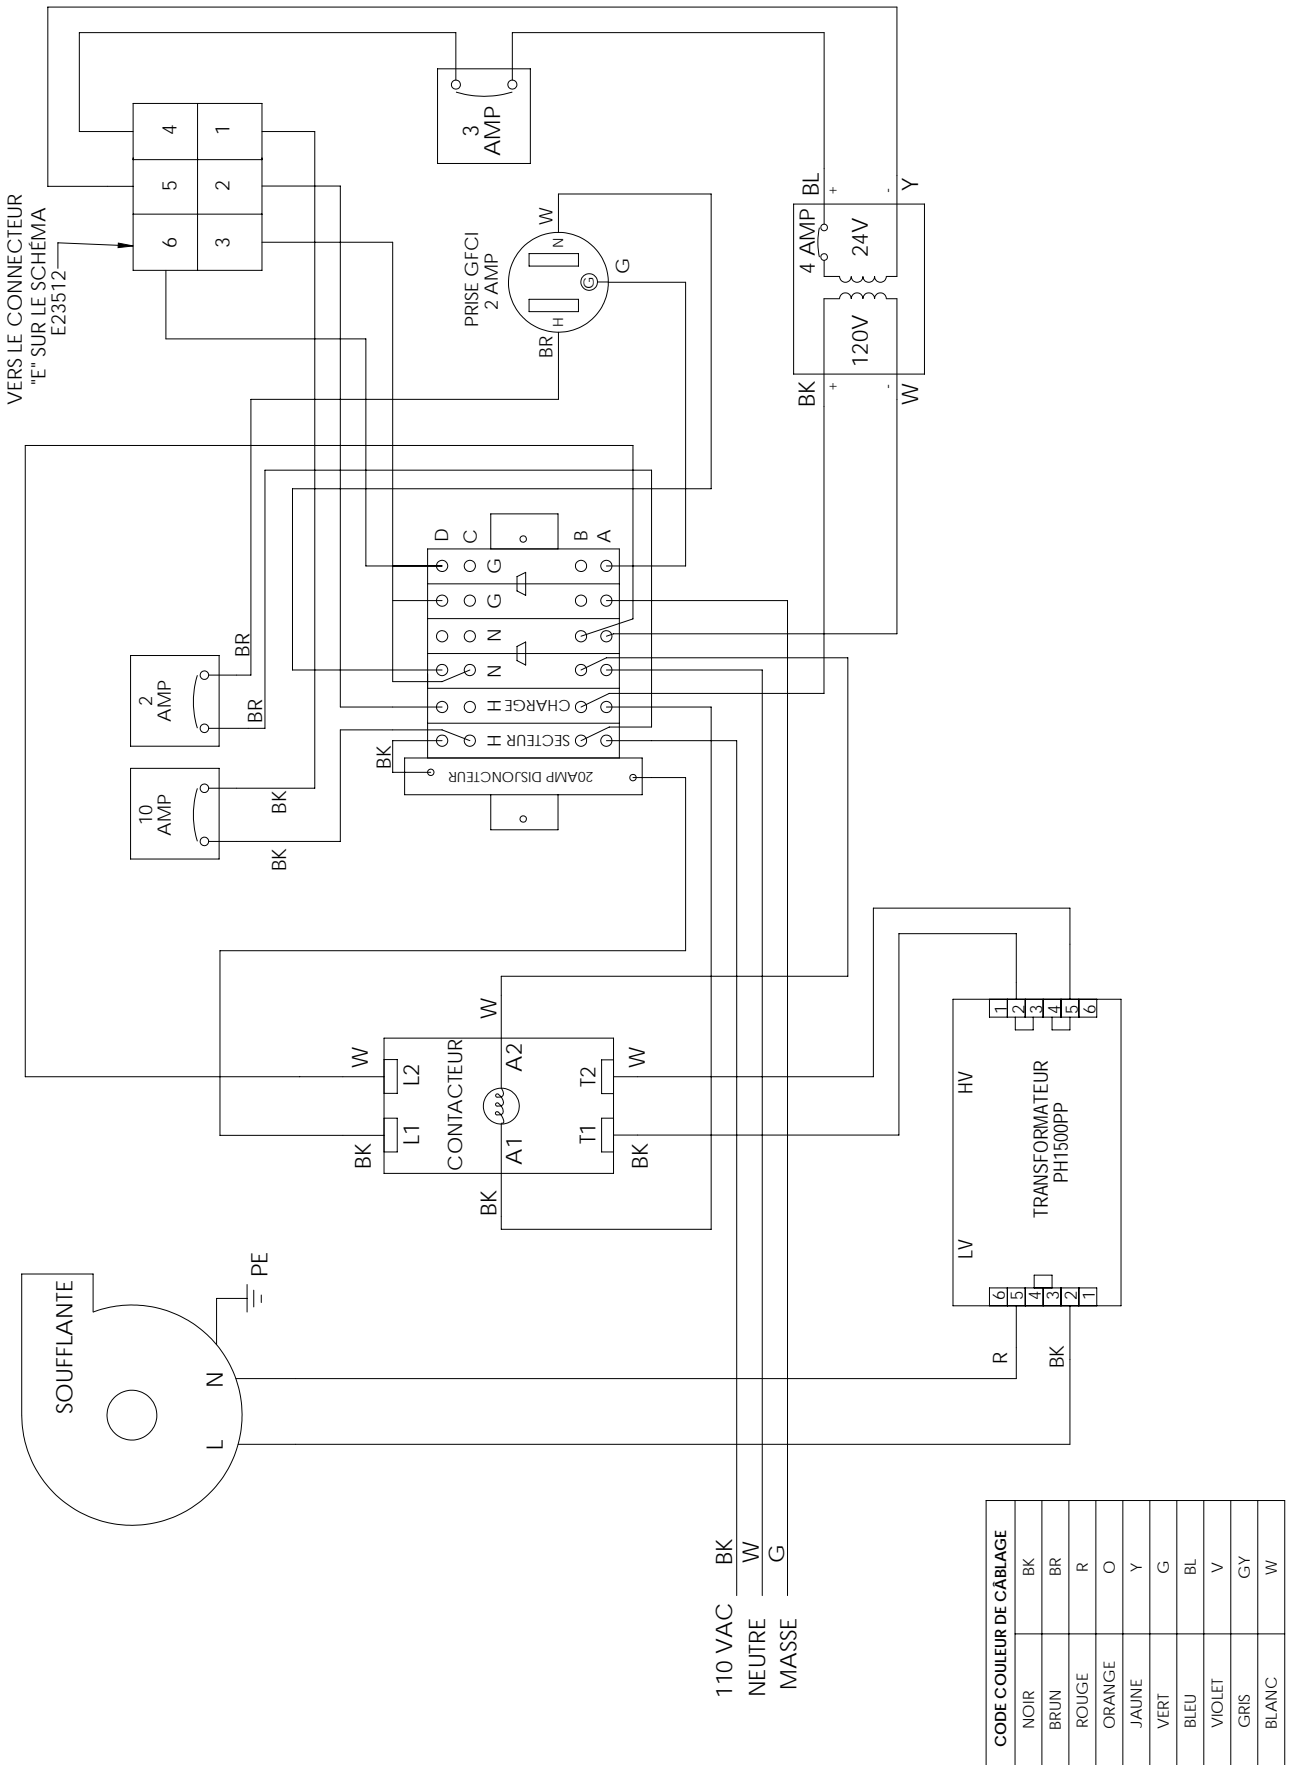 VERS LE CONNECTEUR
"E" SUR LE SCHÉMA
E23512
4
5
6
1
2
3
3
AMP
PRISE GFCI
2 AMP
BR
H
N
W
G
G
BL
+
4 AMP
24V
120V
-
Y
BK
+
-
W
2
AMP
BR
BR
10
AMP
BK
BK
D
C
B
A
G
G
N
N
H CHARGE
H SECTEUR
BK
20AMP DISJONCTEUR
CONTACTEUR
W
L2
BK
L1
W
A2
A1
BK
T2
W
T1
BK
TRANSFORMATEUR
PH1500PP
HV
LV
1
2
3
4
5
6
6
5
4
3
2
1
R
BK
SOUFFLANTE
N
L
PE
110 VAC BK
NEUTRE W
MASSE G
CODE COULEUR DE CÂBLAGE
NOIR BK
BRUN BR
ROUGE R
ORANGE O
JAUNE Y
VERT G
BLEU BL
VIOLET V
GRIS GY
BLANC W